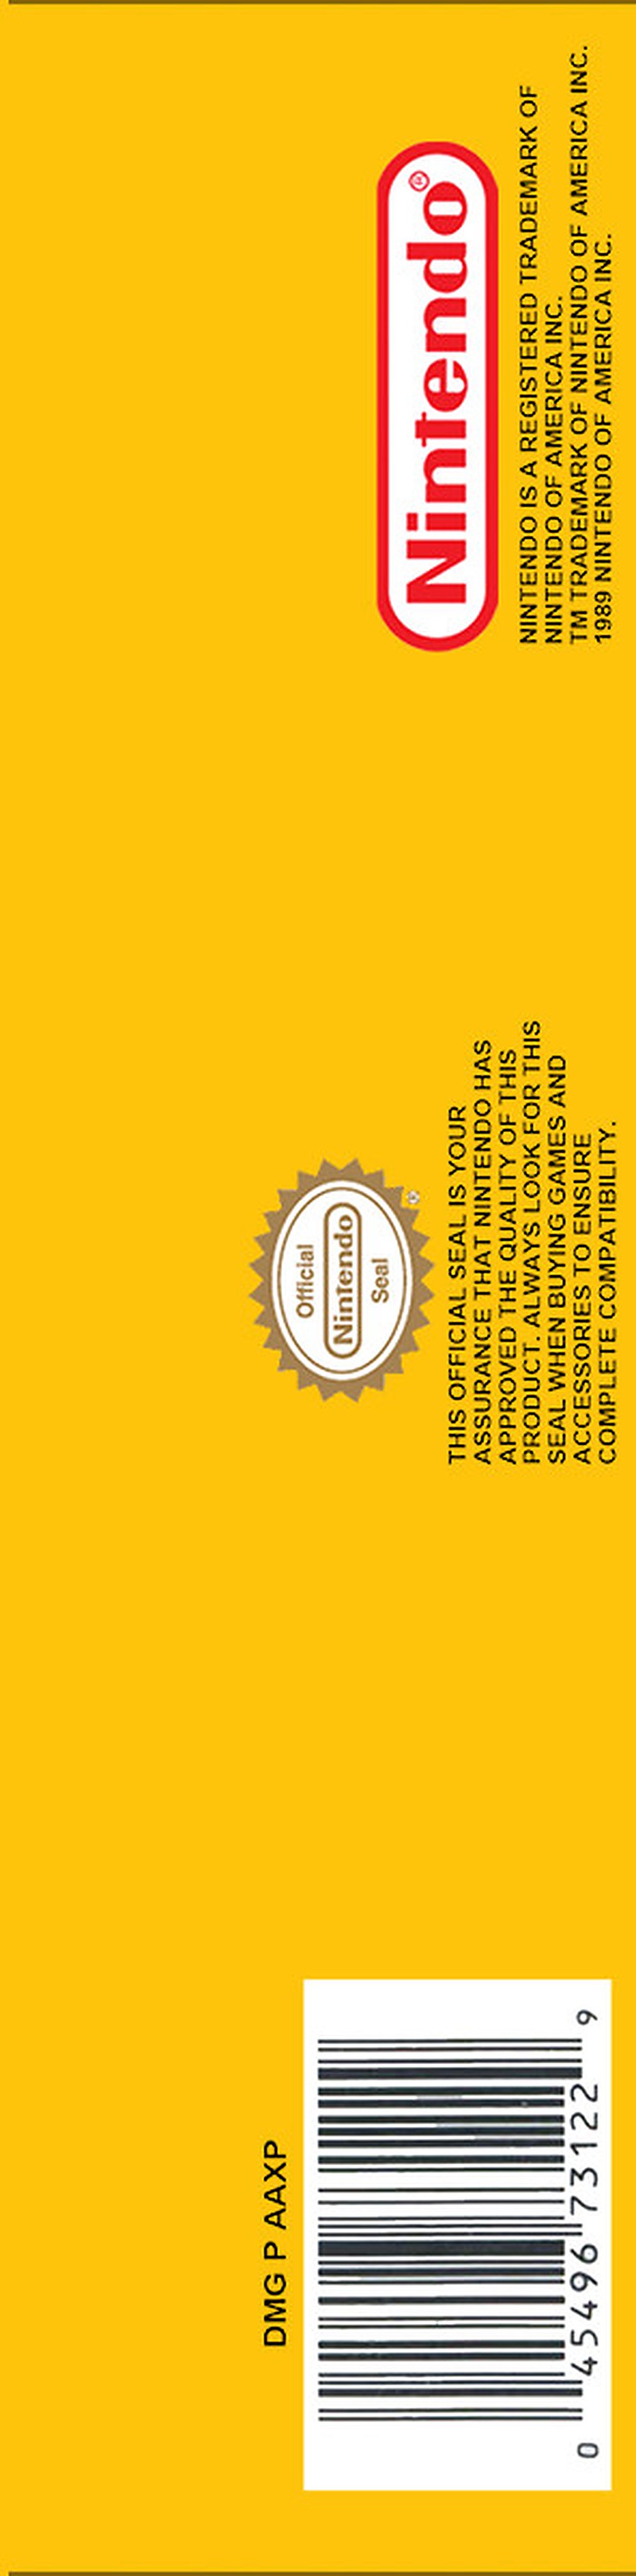 Nintendo®
NINTENDO IS A REGISTERED TRADEMARK OF
NINTENDO OF AMERICA INC.
TM TRADEMARK OF NINTENDO OF AMERICA INC.
1989 NINTENDO OF AMERICA INC.
Official
Nintendo
Seal
®
THIS OFFICIAL SEAL IS YOUR
ASSURANCE THAT NINTENDO HAS
APPROVED THE QUALITY OF THIS
PRODUCT. ALWAYS LOOK FOR THIS
SEAL WHEN BUYING GAMES AND
ACCESSORIES TO ENSURE
COMPLETE COMPATIBILITY.
DMG P AAXP
0 45496 73122 9